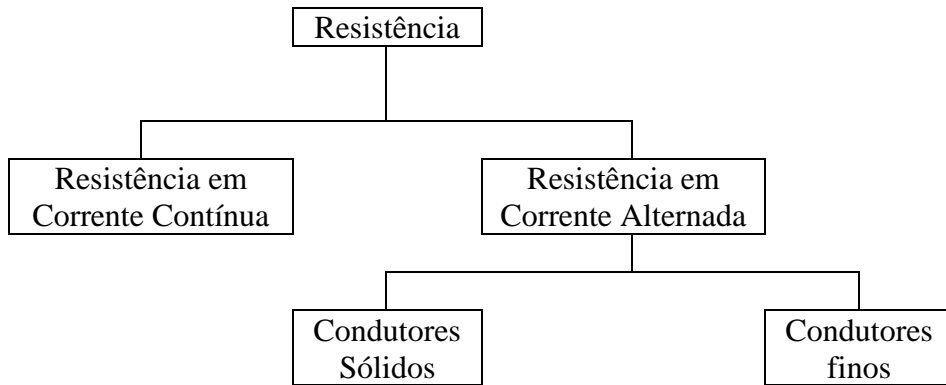 Resistência
Resistência em
Corrente Contínua
Resistência em
Corrente Alternada
Condutores
Sólidos
Condutores
finos